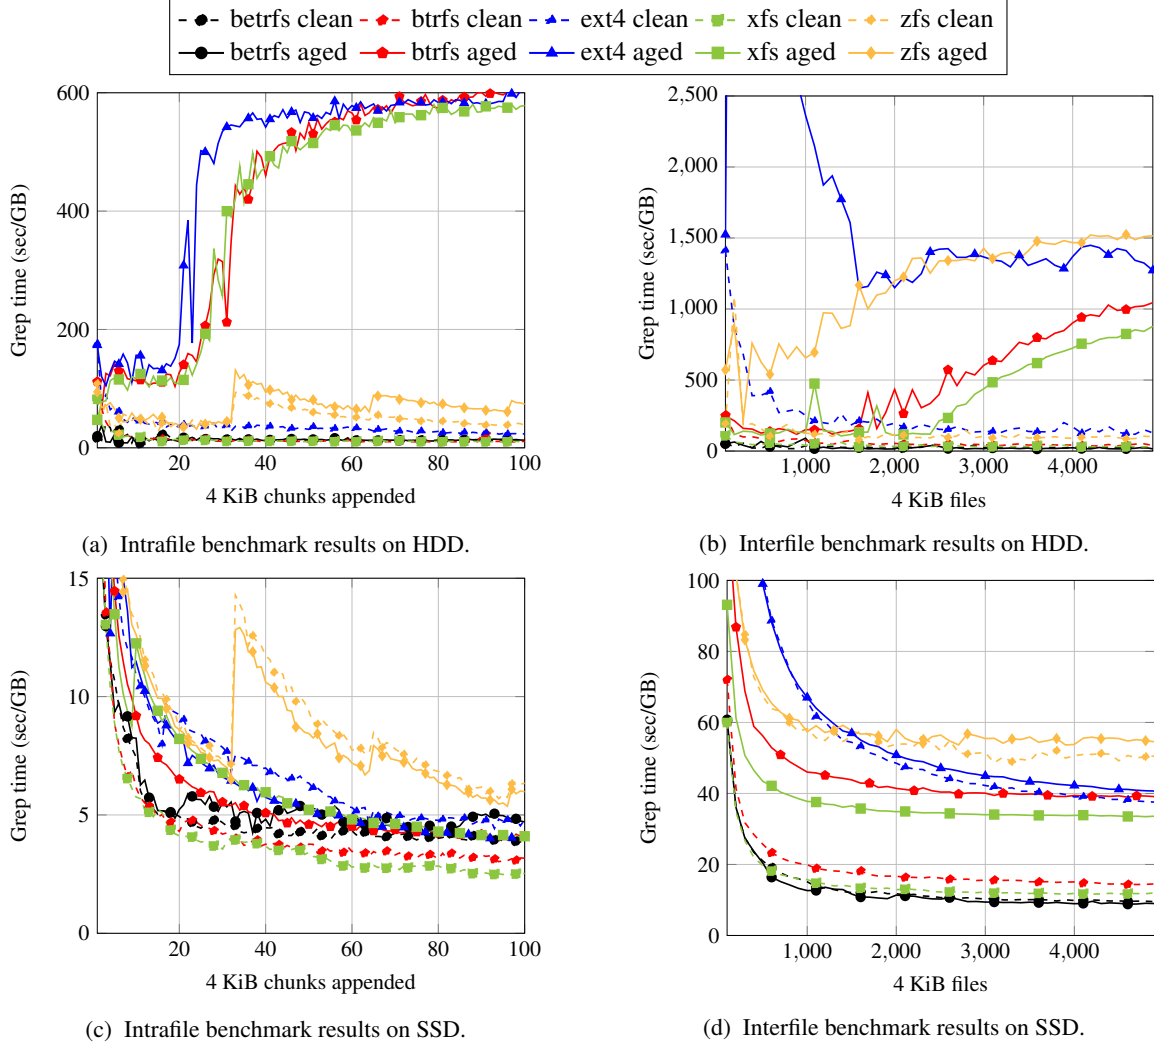 betrfs clean btrfs clean ext4 clean xfs clean zfs clean
betrfs aged btrfs aged ext4 aged xfs aged zfs aged
600
400
200
0
20 40 60 80 100
Grep time (sec/GB)
4 KiB chunks appended
(a) Intrafile benchmark results on HDD.
2,500
2,000
1,500
1,000
500
0
1,000 2,000 3,000 4,000
Grep time (sec/GB)
4 KiB files
(b) Interfile benchmark results on HDD.
15
10
5
0
20 40 60 80 100
Grep time (sec/GB)
4 KiB chunks appended
(c) Intrafile benchmark results on SSD.
100
80
60
40
20
0
1,000 2,000 3,000 4,000
Grep time (sec/GB)
4 KiB files
(d) Interfile benchmark results on SSD.